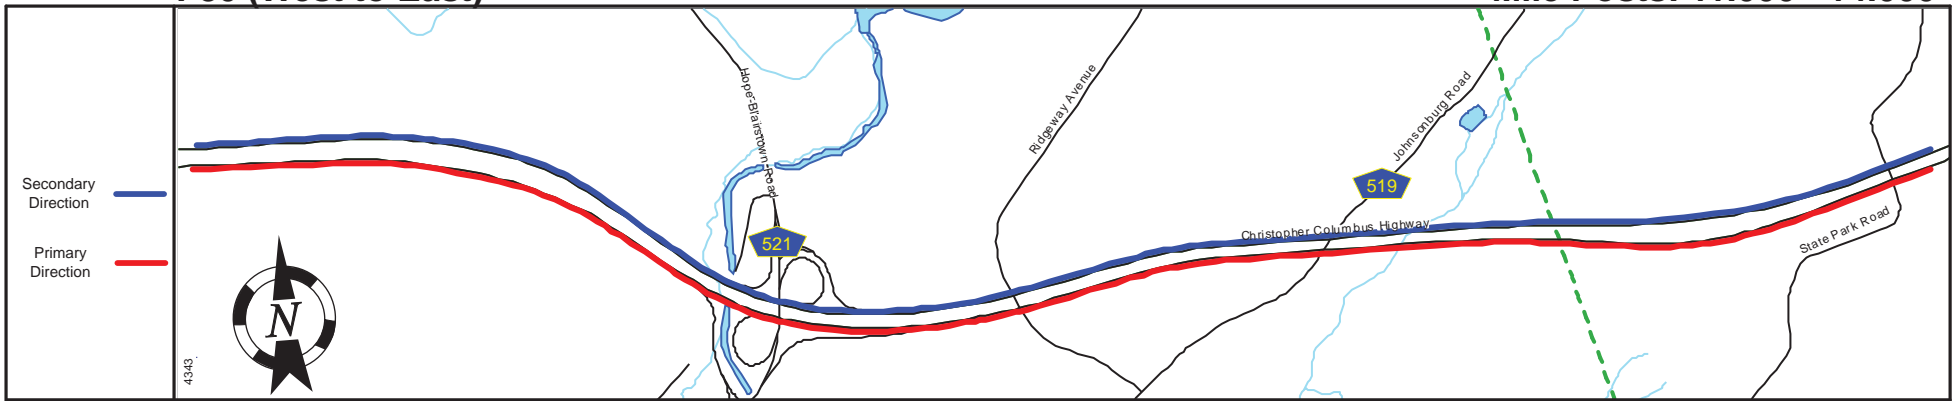 Secondary
Direction
Primary
Direction
N
4343
Hope-Blairstown Road
521
Ridgeway Avenue
Christopher Columbus Highway
519
Johnsonburg Road
State Park Road